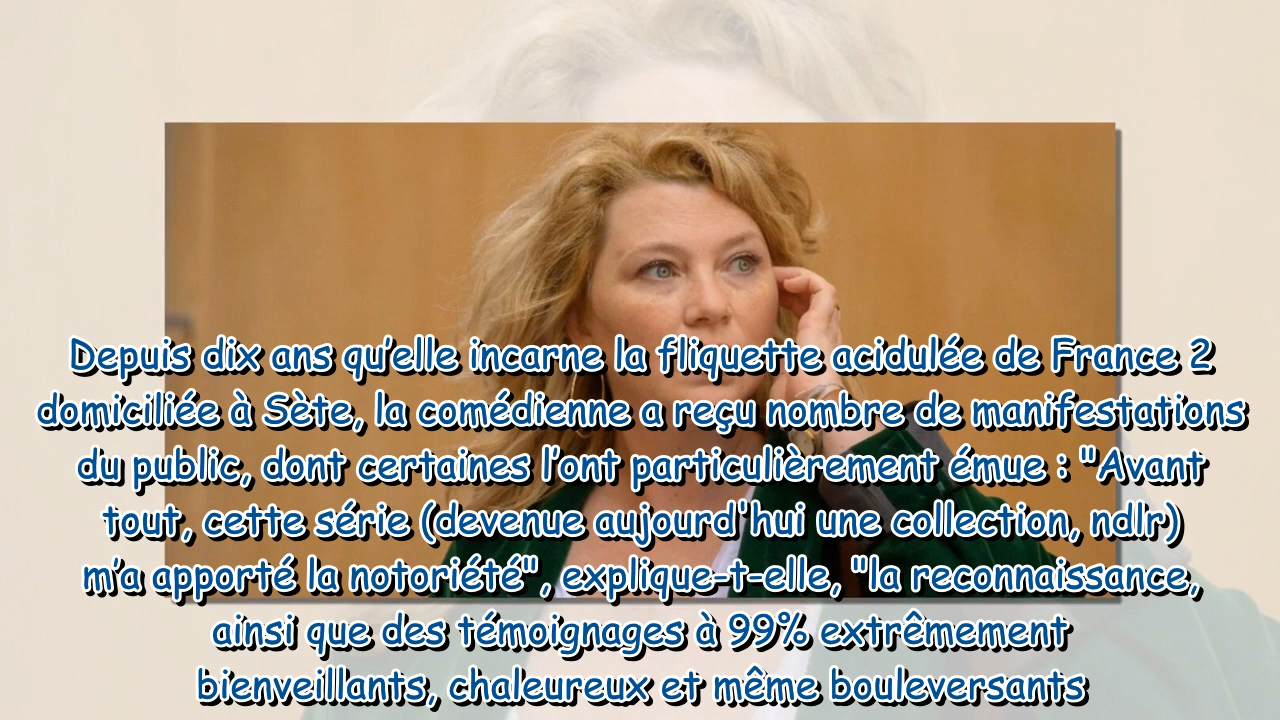 Depuis dix ans qu’elle incarne la fliquette acidulée de France 2
domiciliée à Sète, la comédienne a reçu nombre de manifestations
du public, dont certaines l’ont particulièrement émue : "Avant
tout, cette série (devenue aujourd'hui une collection, ndlr)
m’a apporté la notoriété", explique-t-elle, "la reconnaissance,
ainsi que des témoignages à 99% extrêmement
bienveillants, chaleureux et même bouleversants